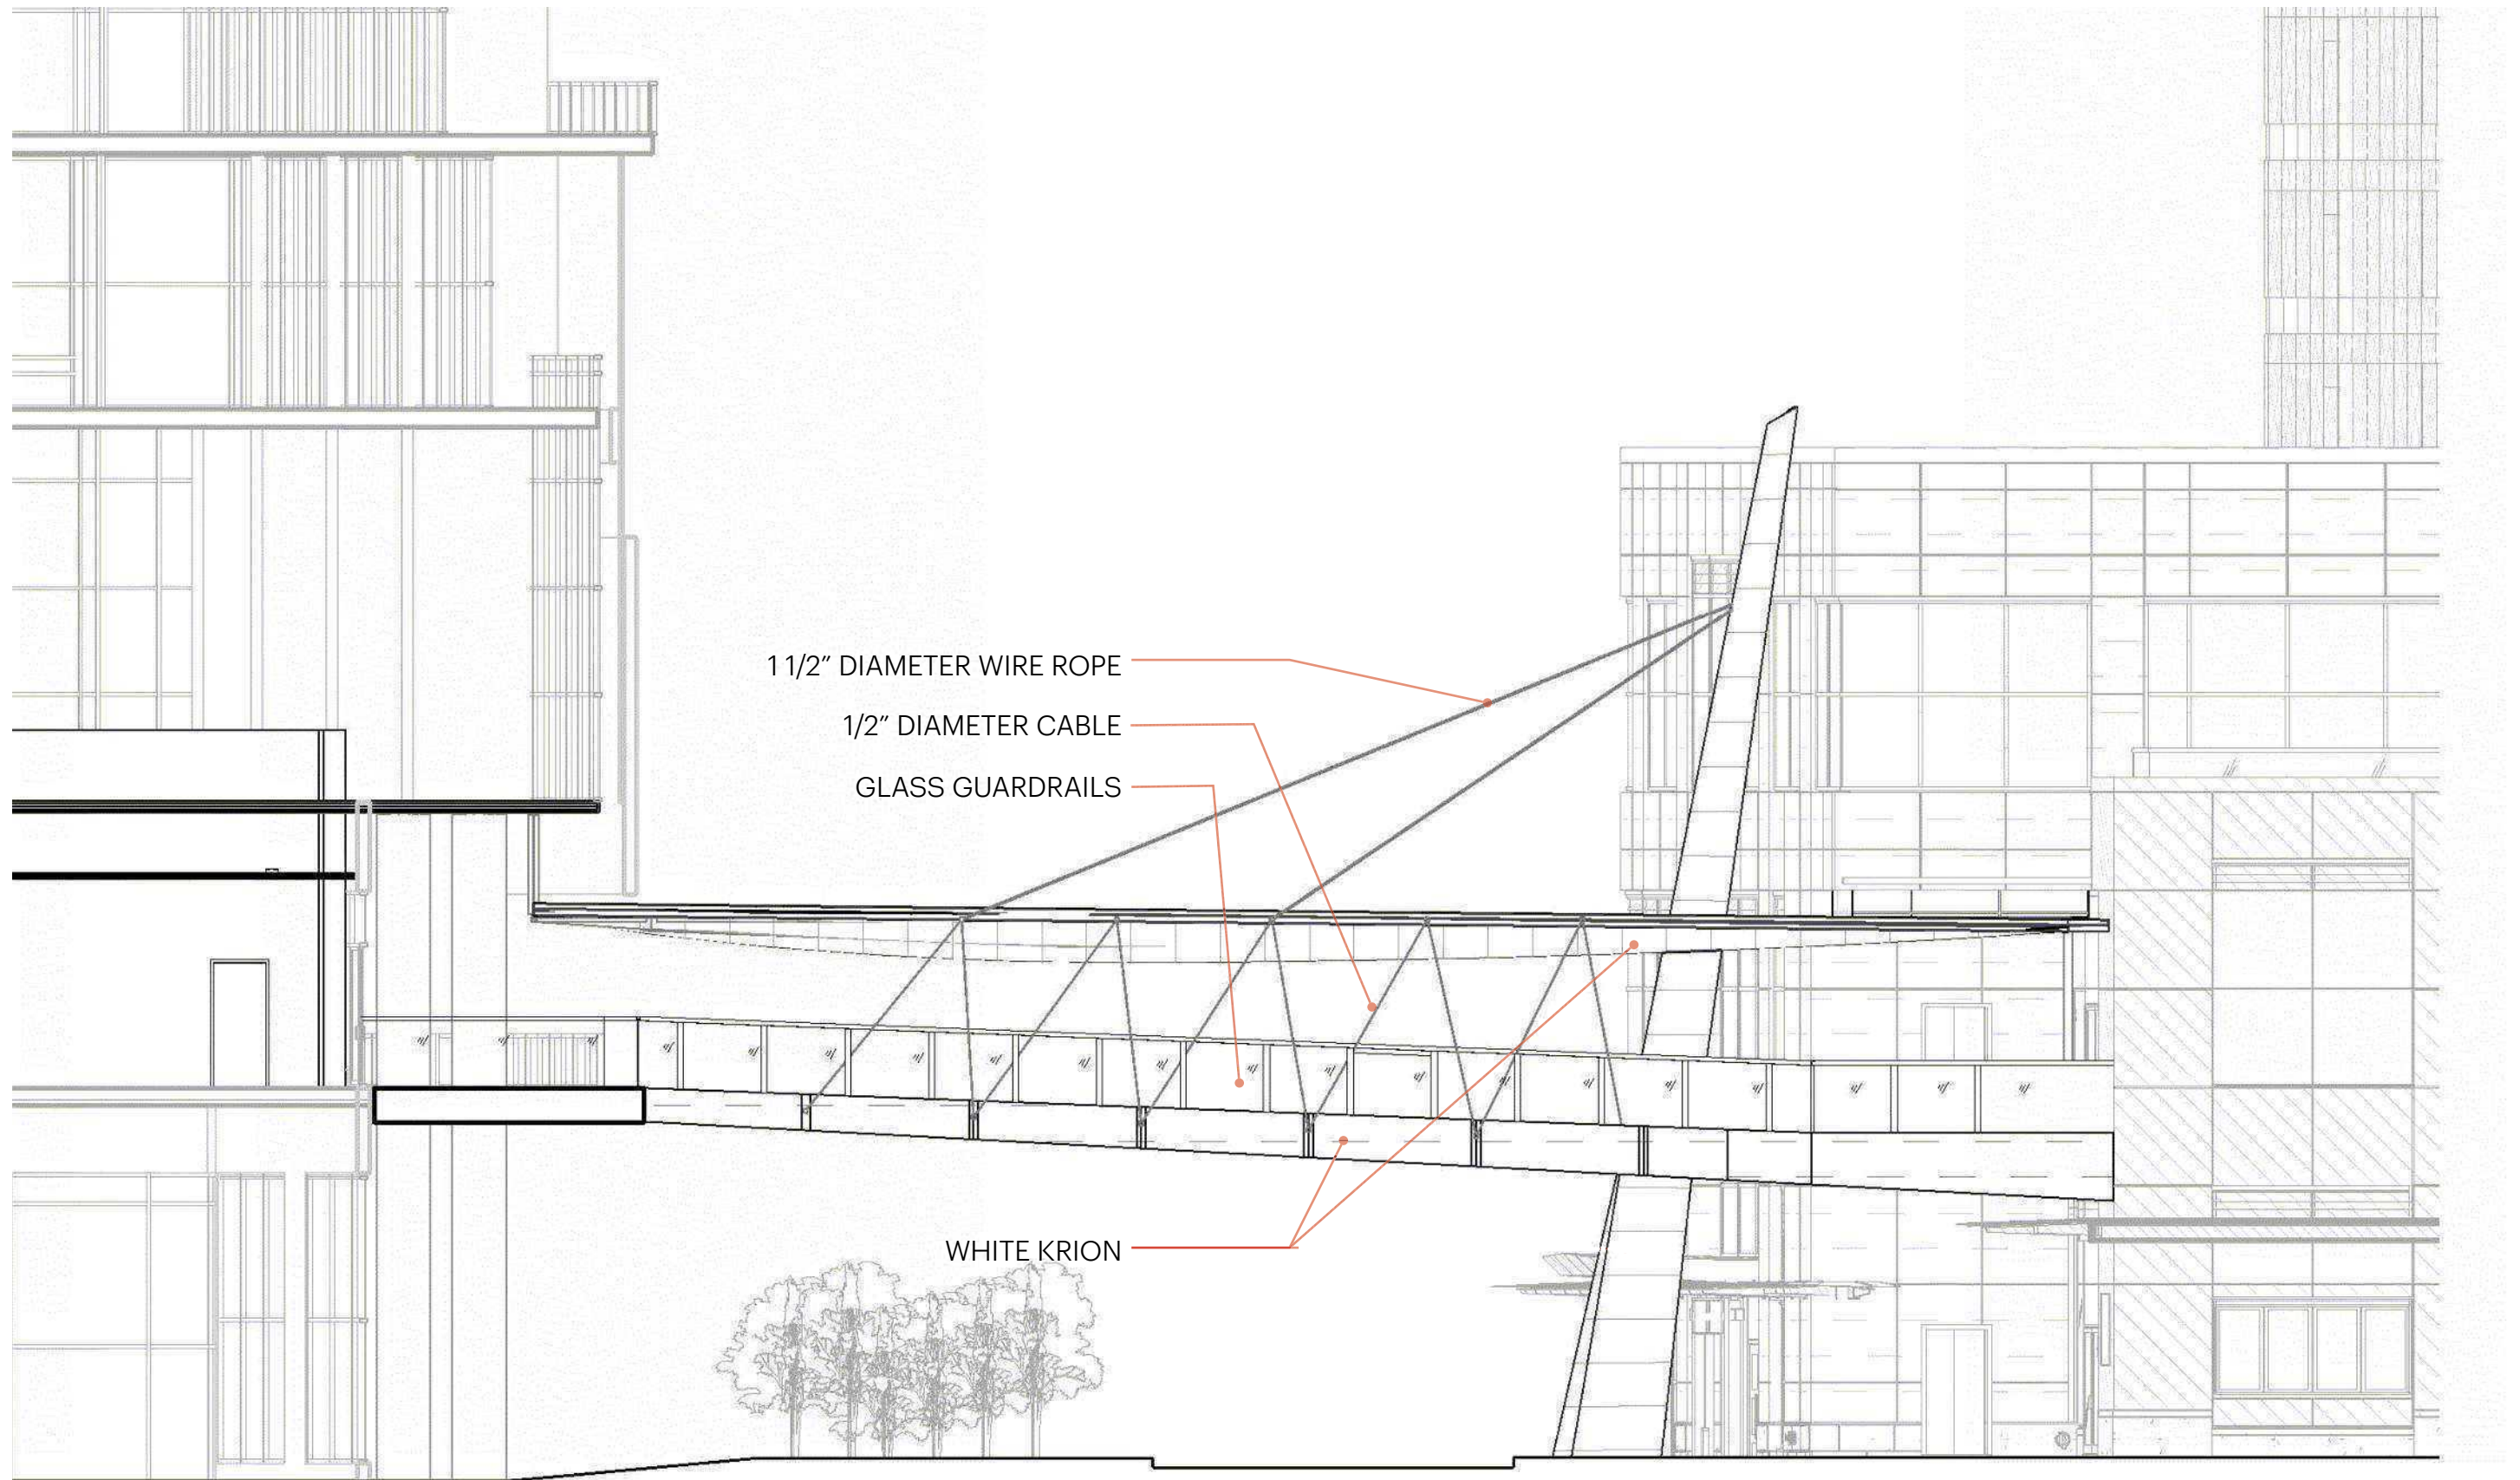 1 1/2” DIAMETER WIRE ROPE
1/2” DIAMETER CABLE
GLASS GUARDRAILS
WHITE KRION